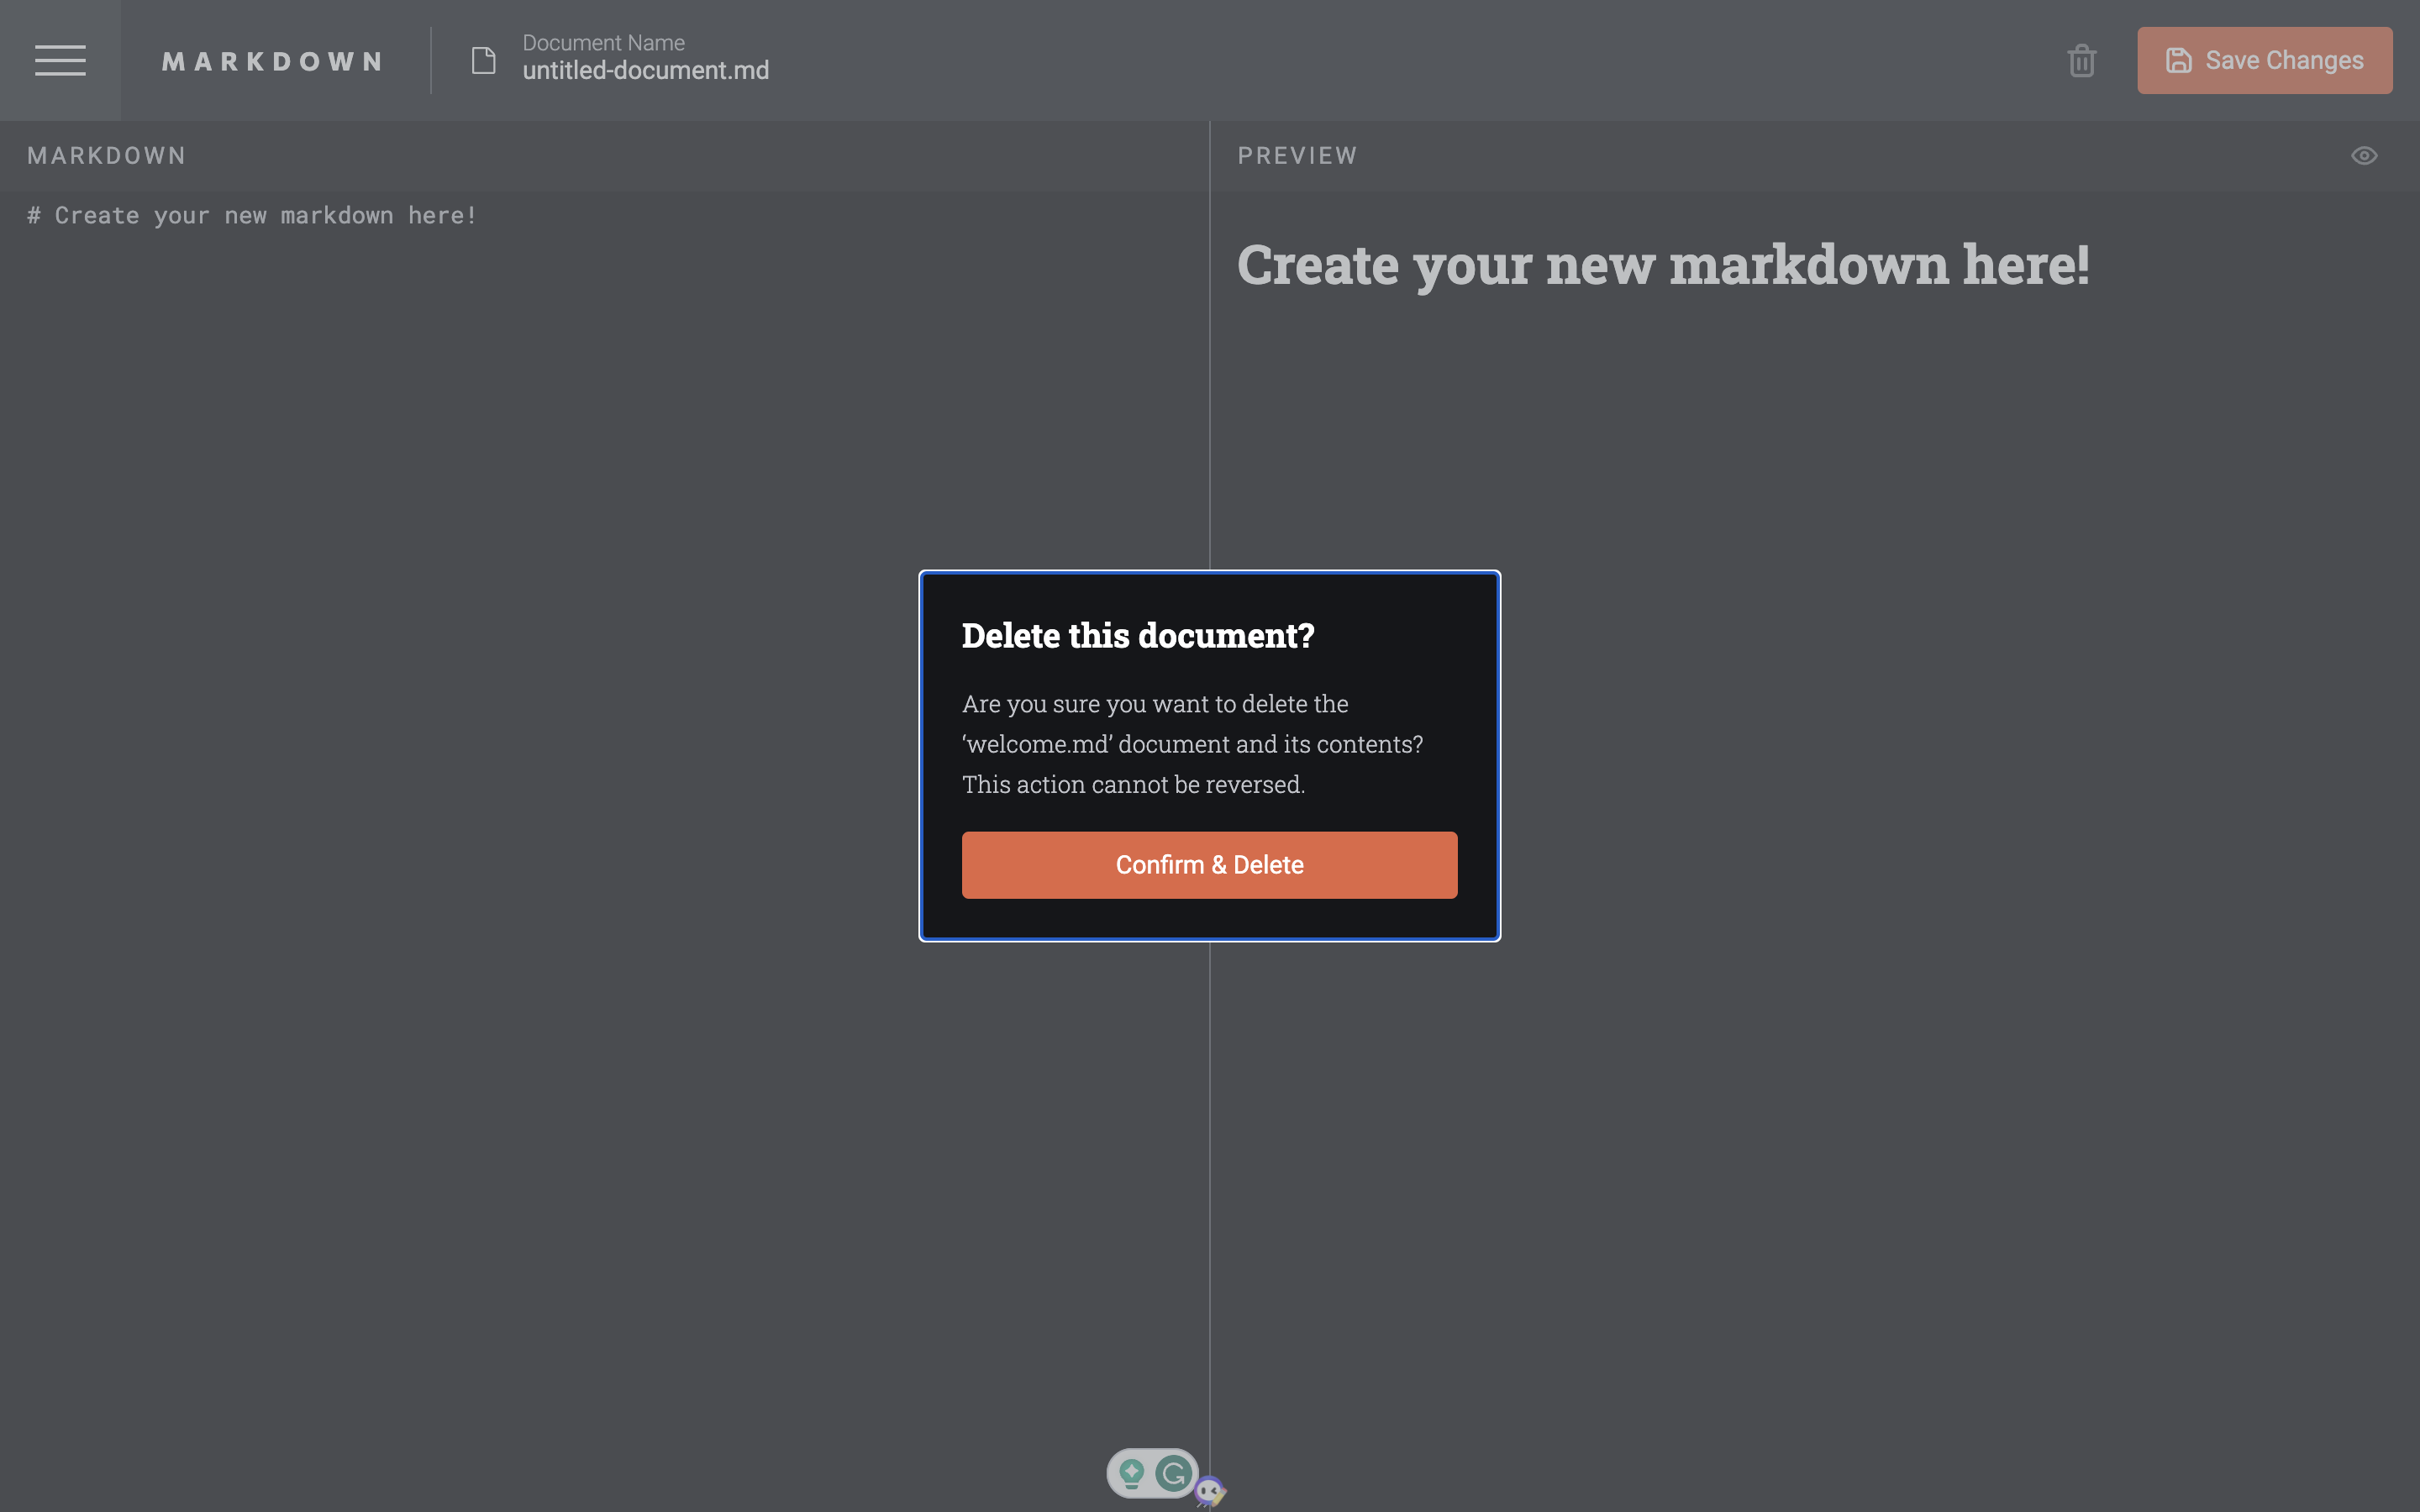 MARKDOWN
Document Name
untitled-document.md
Save Changes
MARKDOWN
PREVIEW
# Create your new markdown here!
Create your new markdown here!
Delete this document?
Are you sure you want to delete the
‘welcome.md’ document and its contents?
This action cannot be reversed.
Confirm & Delete